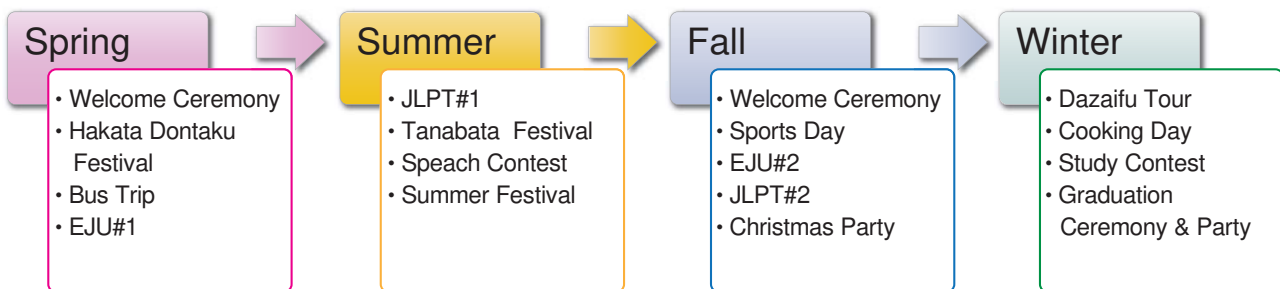 Spring
・Welcome Ceremony
・Hakata Dontaku
Festival
・Bus Trip
・EJU#1
Summer
・JLPT#1
・Tanabata Festival
・Speach Contest
・Summer Festival
Fall
・Welcome Ceremony
・Sports Day
・EJU#2
・JLPT#2
・Christmas Party
Winter
・Dazaifu Tour
・Cooking Day
・Study Contest
・Graduation
Ceremony & Party